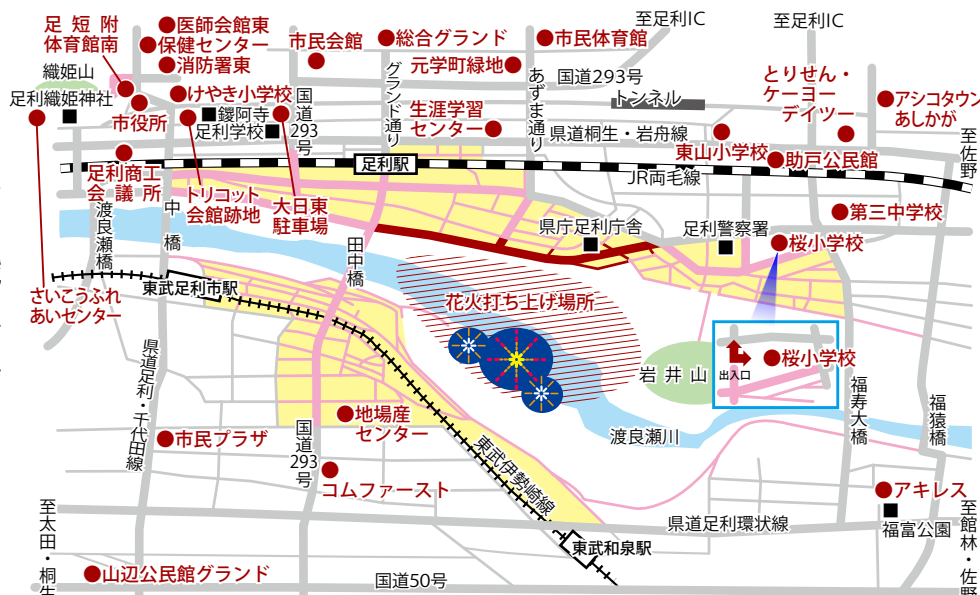 至足利IC
至足利IC
足短附
体育館南
医師会館東
保健センター
消防署東
市民会館
総合グランド
市民体育館
元学町緑地
国道293号
トンネル
とりせん・
ケーヨー
デイツー
アシコタウン
あしかが
織姫山
足利織姫神社
市役所
けやき小学校
鑁阿寺
足利学校
国道293号
グランド通り
生涯学習
センター
あずま通り
県道桐生・岩舟線
東山小学校
助戸公民館
至佐野
足利駅
JR両毛線
足利商工
会議所
トリコット
会館跡地
大日東
駐車場
渡良瀬橋
中橋
田中橋
県庁足利庁舎
足利警察署
第三中学校
桜小学校
さいこうふれ
あいセンター
東武足利市駅
花火打ち上げ場所
岩井山
出入口
桜小学校
県道足利・千代田線
地場産
センター
市民プラザ
国道293号
コムファースト
東武伊勢崎線
渡良瀬川
福寿大橋
福猿橋
アキレス
福富公園
県道足利環状線
東武和泉駅
至太田・桐生
山辺公民館グランド
国道50号
至館林・佐野